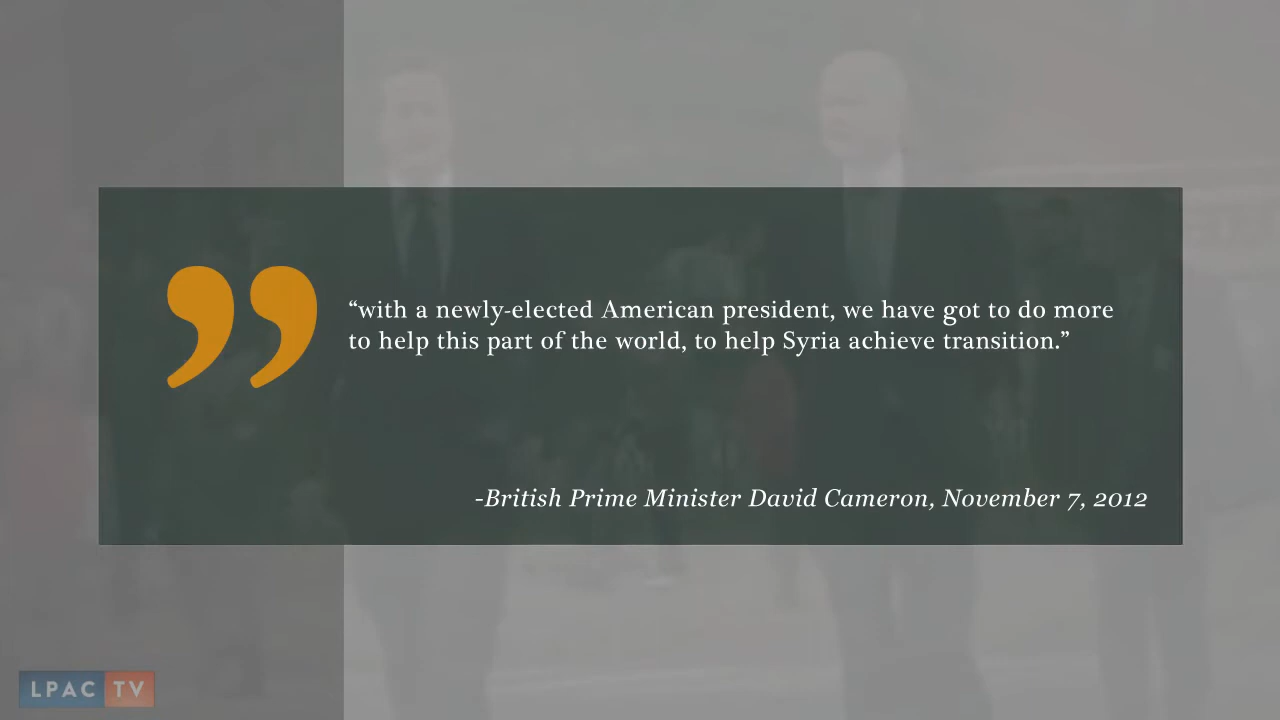 “with a newly-elected American president, we have got to do more
to help this part of the world, to help Syria achieve transition.”
-British Prime Minister David Cameron, November 7, 2012
LPAC TV